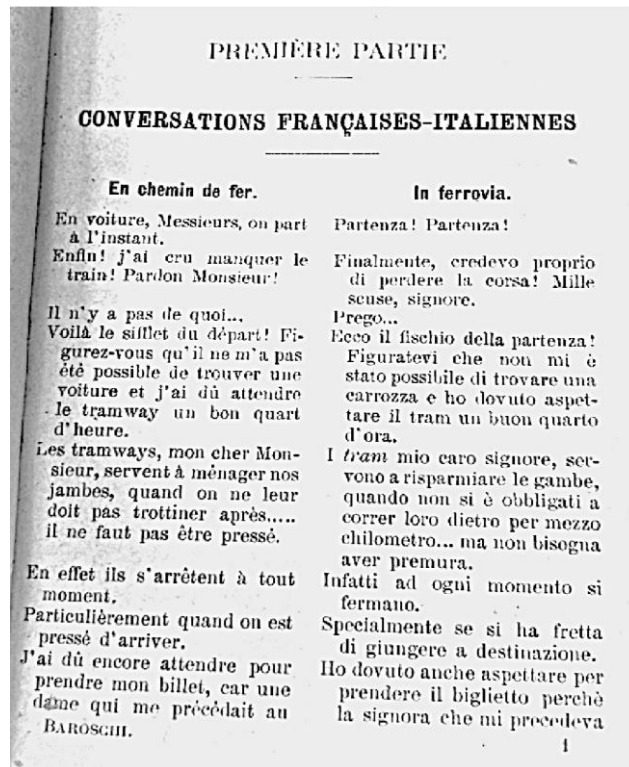 PREMIÈRE PARTIE
CONVERSATIONS FRANÇAISES-ITALIENNES
En chemin de fer.
En voiture, Messieurs, on part
à l'instant.
Enfin! j'ai cru manquer le
train! Pardon Monsieur!
Il n'y a pas de quoi...
Voilà le sifflet du départ! Fi-
gurez-vous qu'il ne m'a pas
été possible de trouver une
voiture et j'ai dû attendre
le tramway un bon quart
d'heure.
Les tramways, mon cher Mon-
sieur, servent à ménager nos
jambes, quand on ne leur
doit pas trottiner après.....
il ne faut pas être pressé.
En effet ils s'arrêtent à tout
moment.
Particulièrement quand on est
pressé d'arriver.
J'ai dû encore attendre pour
prendre mon billet, car une
dame qui me précédait au
BAROSCHI.
In ferrovia.
Partenza! Partenza!
Finalmente, credevo proprio
di perdere la corsa! Mille
scuse, signore.
Prego...
Ecco il fischio della partenza!
Figuratevi che non mi è
stato possibile di trovare una
carrozza e ho dovuto aspet-
tare il tram un buon quarto
d'ora.
I tram mio caro signore, ser-
vono a risparmiare le gambe,
quando non si è obbligati a
correr loro dietro per mezzo
chilometro... ma non bisogna
aver premura.
Infatti ad ogni momento si
fermano.
Specialmente se si ha fretta
di giungere a destinazione.
Ho dovuto anche aspettare per
prendere il biglietto perchè
la signora che mi precedeva
1